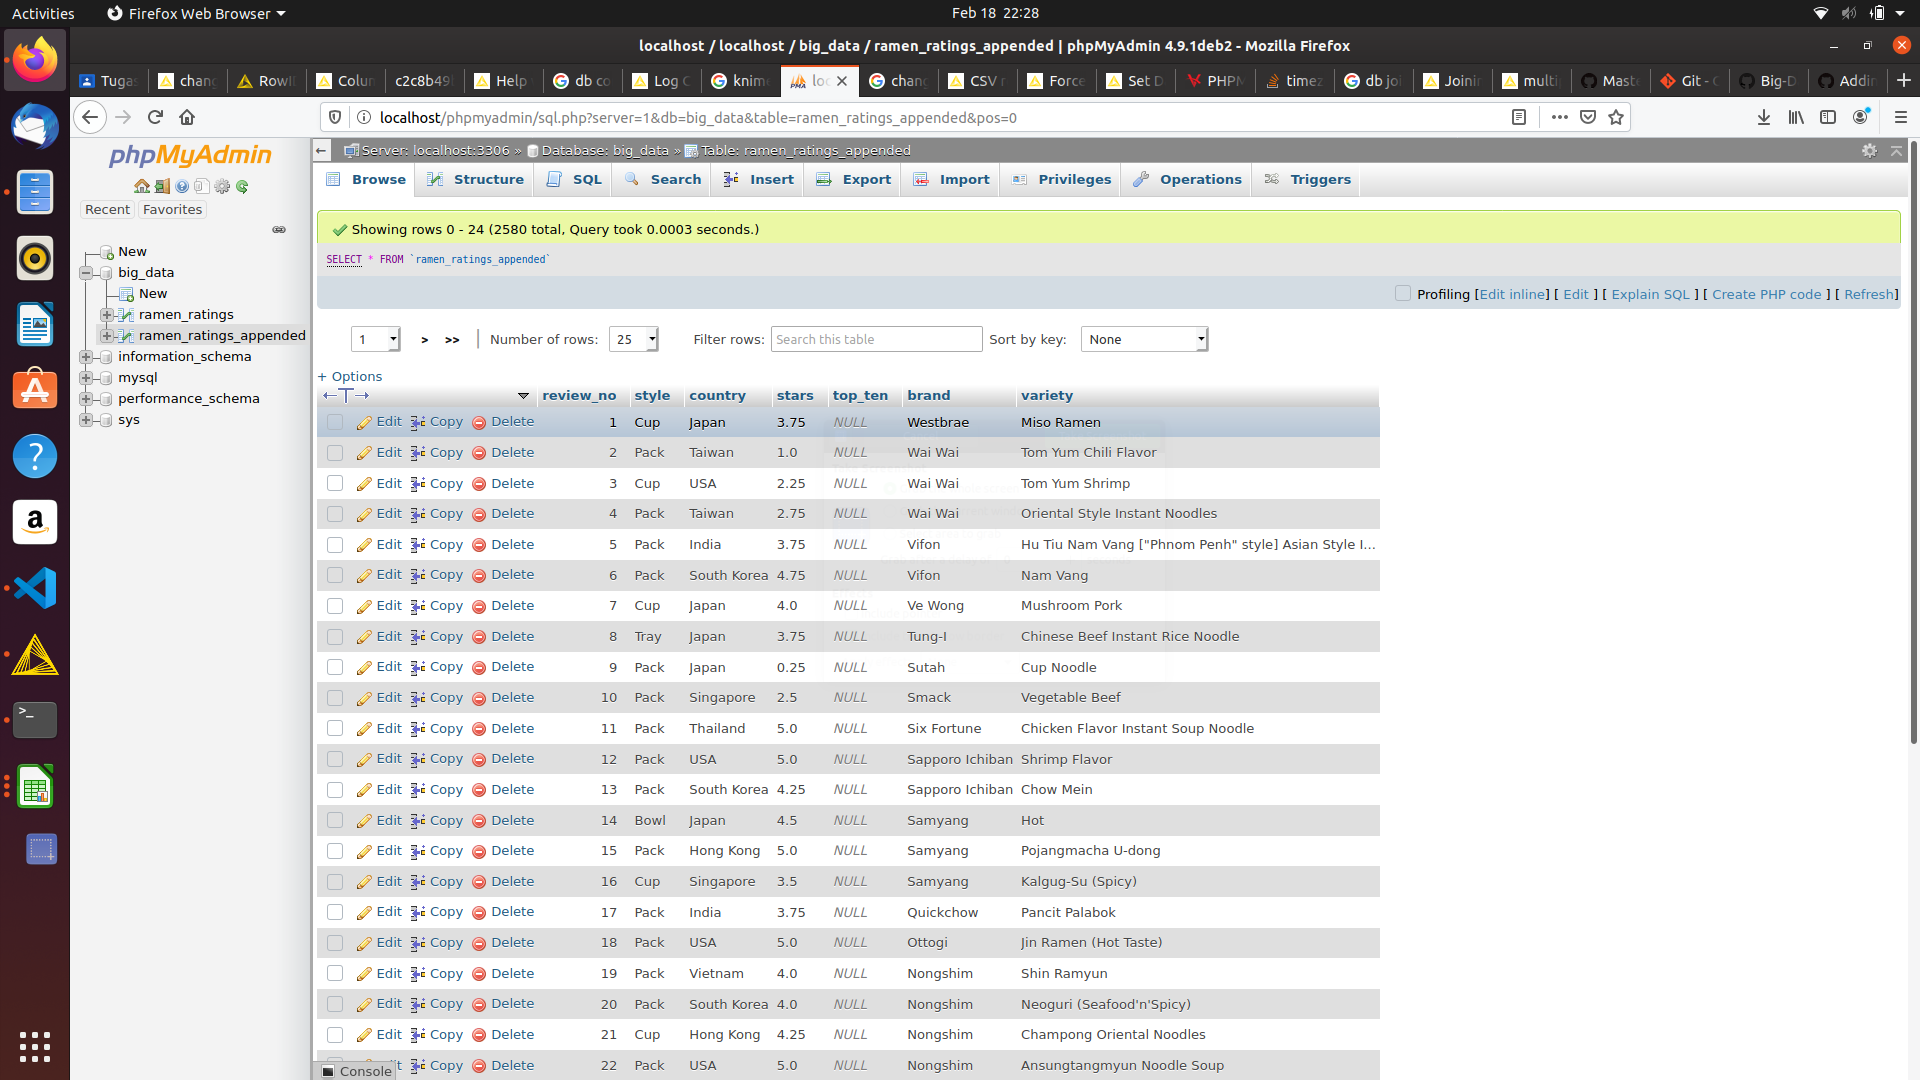 Activities Firefox Web Browser Feb 18 22:28
localhost / localhost / big_data / ramen_ratings_appended | phpMyAdmin 4.9.1deb2 - Mozilla Firefox
Tugas chang RowI Colun c2c8b49 Help db co Log C knime loc chang CSV r Force Set D PHPM timez db joi Joinin multi Maste Git - C Big-D Addin
localhost/phpmyadmin/sql.php?server=1&db=big_data&table=ramen_ratings_appended&pos=0
phpMyAdmin
Recent Favorites
New
big_data
New
ramen_ratings
ramen_ratings_appended
information_schema
mysql
performance_schema
sys
Server: localhost:3306 » Database: big_data » Table: ramen_ratings_appended
Browse Structure SQL Search Insert Export Import Privileges Operations Triggers
Showing rows 0 - 24 (2580 total, Query took 0.0003 seconds.)
SELECT * FROM `ramen_ratings_appended`
Profiling [Edit inline] [ Edit ] [ Explain SQL ] [ Create PHP code ] [ Refresh]
1 > >> Number of rows: 25 Filter rows: Search this table Sort by key: None
+ Options
←T→ review_no style country stars top_ten brand variety
Edit Copy Delete 1 Cup Japan 3.75 NULL Westbrae Miso Ramen
Edit Copy Delete 2 Pack Taiwan 1.0 NULL Wai Wai Tom Yum Chili Flavor
Edit Copy Delete 3 Cup USA 2.25 NULL Wai Wai Tom Yum Shrimp
Edit Copy Delete 4 Pack Taiwan 2.75 NULL Wai Wai Oriental Style Instant Noodles
Edit Copy Delete 5 Pack India 3.75 NULL Vifon Hu Tiu Nam Vang ["Phnom Penh" style] Asian Style I...
Edit Copy Delete 6 Pack South Korea 4.75 NULL Vifon Nam Vang
Edit Copy Delete 7 Cup Japan 4.0 NULL Ve Wong Mushroom Pork
Edit Copy Delete 8 Tray Japan 3.75 NULL Tung-I Chinese Beef Instant Rice Noodle
Edit Copy Delete 9 Pack Japan 0.25 NULL Sutah Cup Noodle
Edit Copy Delete 10 Pack Singapore 2.5 NULL Smack Vegetable Beef
Edit Copy Delete 11 Pack Thailand 5.0 NULL Six Fortune Chicken Flavor Instant Soup Noodle
Edit Copy Delete 12 Pack USA 5.0 NULL Sapporo Ichiban Shrimp Flavor
Edit Copy Delete 13 Pack South Korea 4.25 NULL Sapporo Ichiban Chow Mein
Edit Copy Delete 14 Bowl Japan 4.5 NULL Samyang Hot
Edit Copy Delete 15 Pack Hong Kong 5.0 NULL Samyang Pojangmacha U-dong
Edit Copy Delete 16 Cup Singapore 3.5 NULL Samyang Kalgug-Su (Spicy)
Edit Copy Delete 17 Pack India 3.75 NULL Quickchow Pancit Palabok
Edit Copy Delete 18 Pack USA 5.0 NULL Ottogi Jin Ramen (Hot Taste)
Edit Copy Delete 19 Pack Vietnam 4.0 NULL Nongshim Shin Ramyun
Edit Copy Delete 20 Pack South Korea 4.0 NULL Nongshim Neoguri (Seafood'n'Spicy)
Edit Copy Delete 21 Cup Hong Kong 4.25 NULL Nongshim Champong Oriental Noodles
Copy Delete 22 Pack USA 5.0 NULL Nongshim Ansungtangmyun Noodle Soup
Console